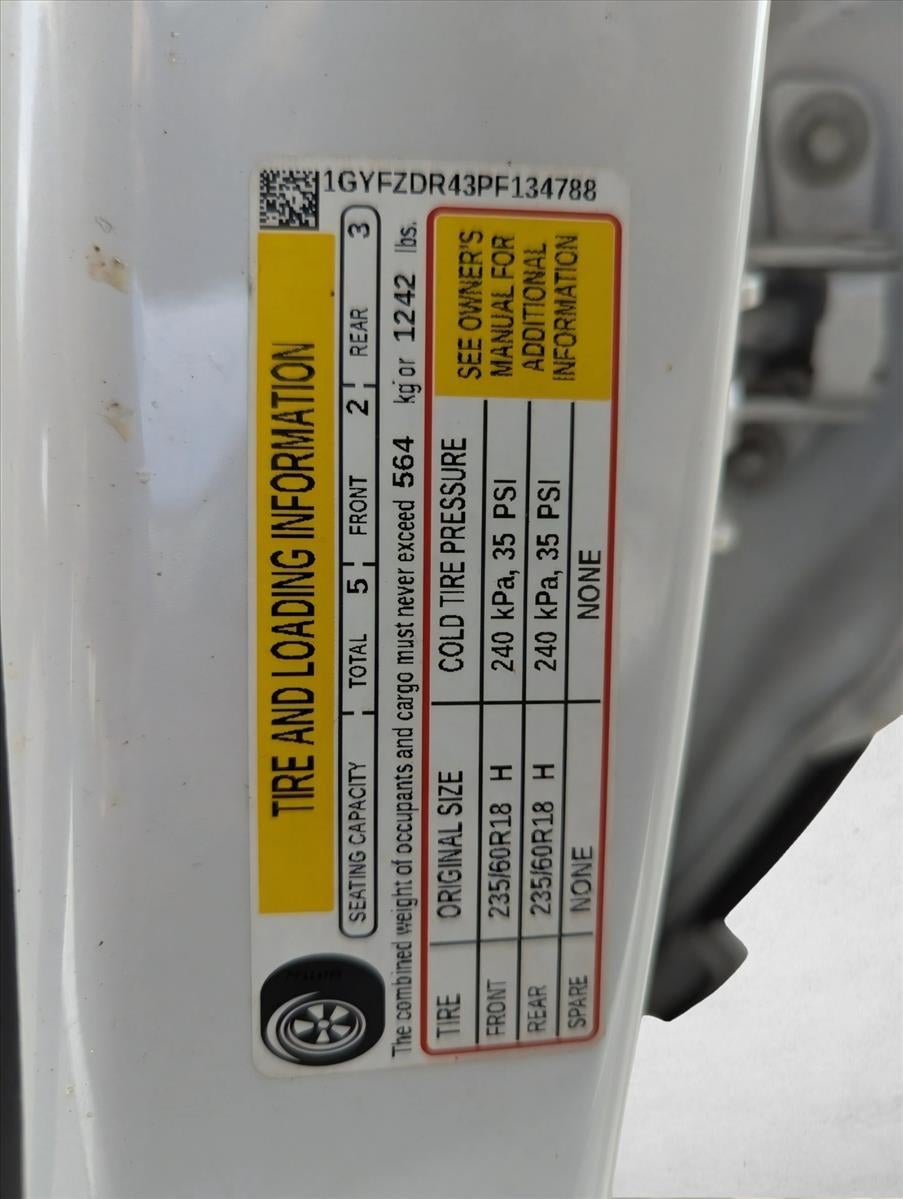 1GYFZDR43PF134788
TIRE AND LOADING INFORMATION
SEATING CAPACITY TOTAL 5 FRONT 2 REAR 3
The combined weight of occupants and cargo must never exceed 564 kg or 1242 lbs.
TIRE ORIGINAL SIZE COLD TIRE PRESSURE
FRONT 235/60R18 H 240 kPa, 35 PSI
REAR 235/60R18 H 240 kPa, 35 PSI
SPARE NONE NONE
SEE OWNER'S
MANUAL FOR
ADDITIONAL
INFORMATION